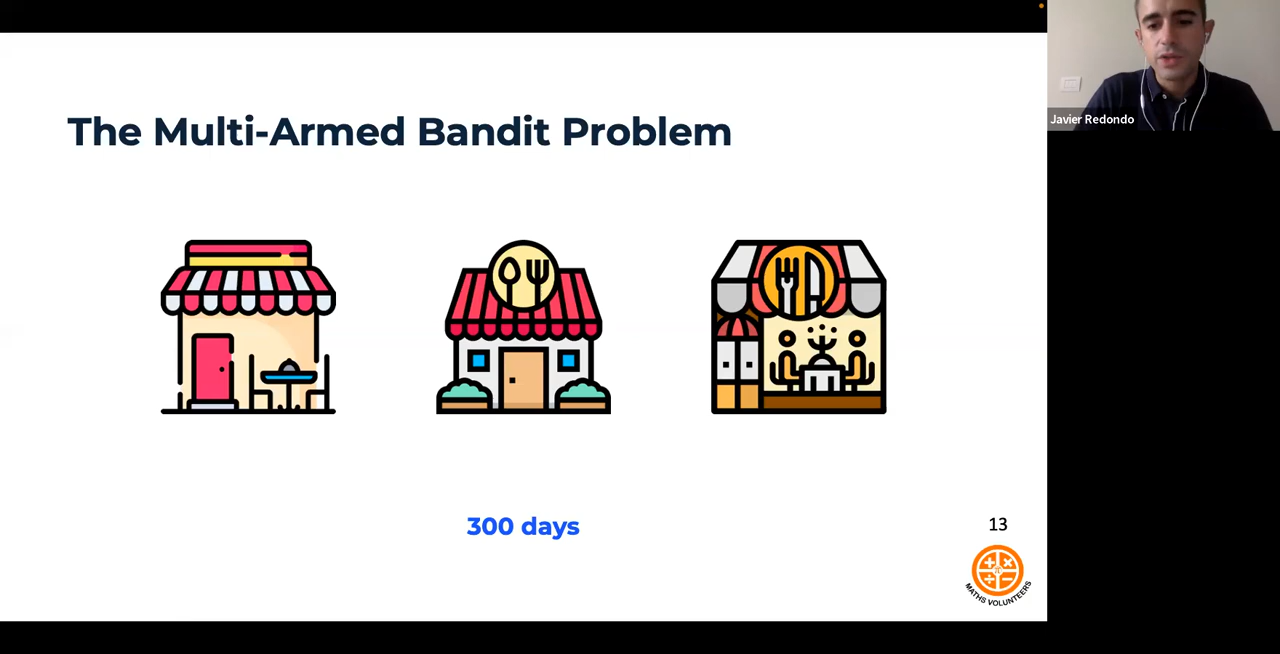 The Multi-Armed Bandit Problem
Javier Redondo
300 days
13
MATHS VOLUNTEERS